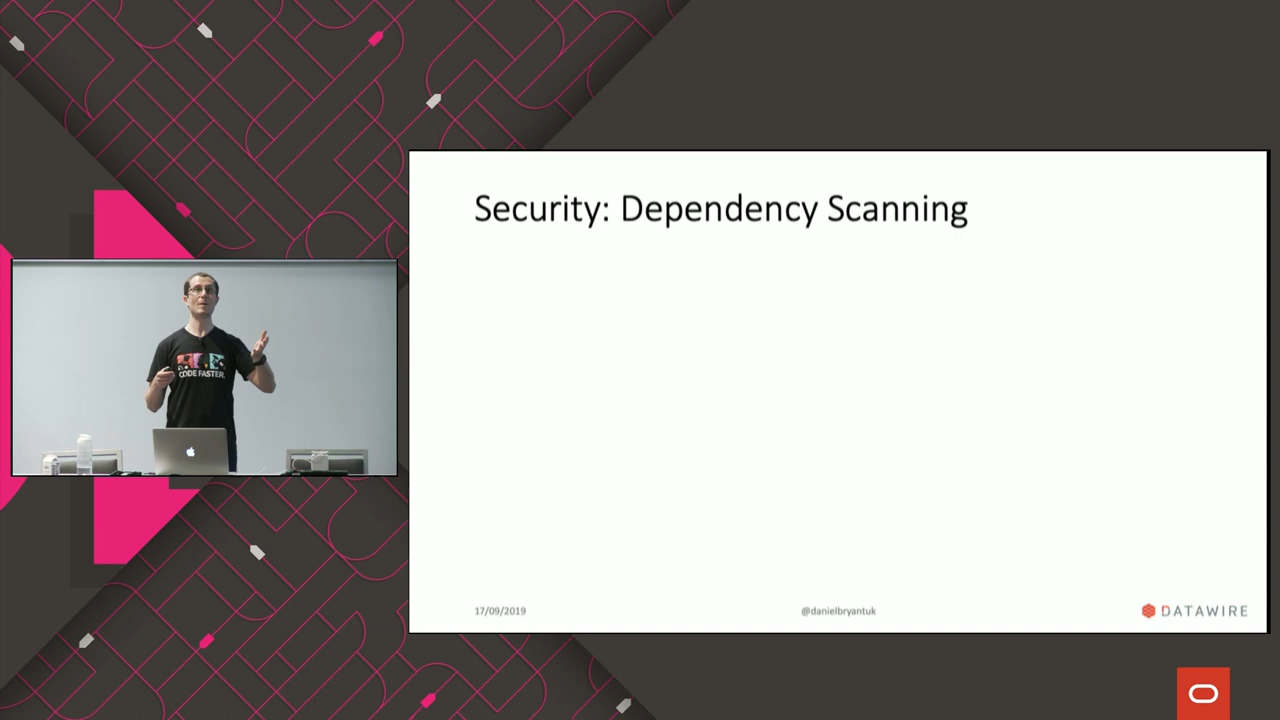 Security: Dependency Scanning
CODE FASTER.
17/09/2019
@danielbryantuk
DATAWIRE